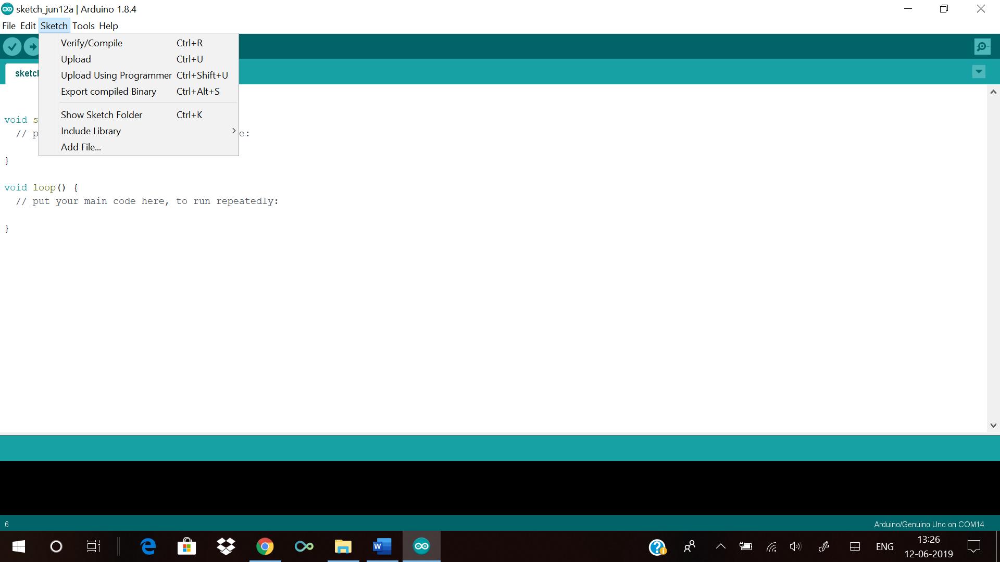 sketch_jun12a | Arduino 1.8.4
File Edit Sketch Tools Help
Verify/Compile Ctrl+R
Upload Ctrl+U
Upload Using Programmer Ctrl+Shift+U
Export compiled Binary Ctrl+Alt+S
Show Sketch Folder Ctrl+K
Include Library
Add File...
sketch
void s
// p e:
}
void loop() {
// put your main code here, to run repeatedly:
}
6
Arduino/Genuino Uno on COM14
W
ENG
13:26
12-06-2019